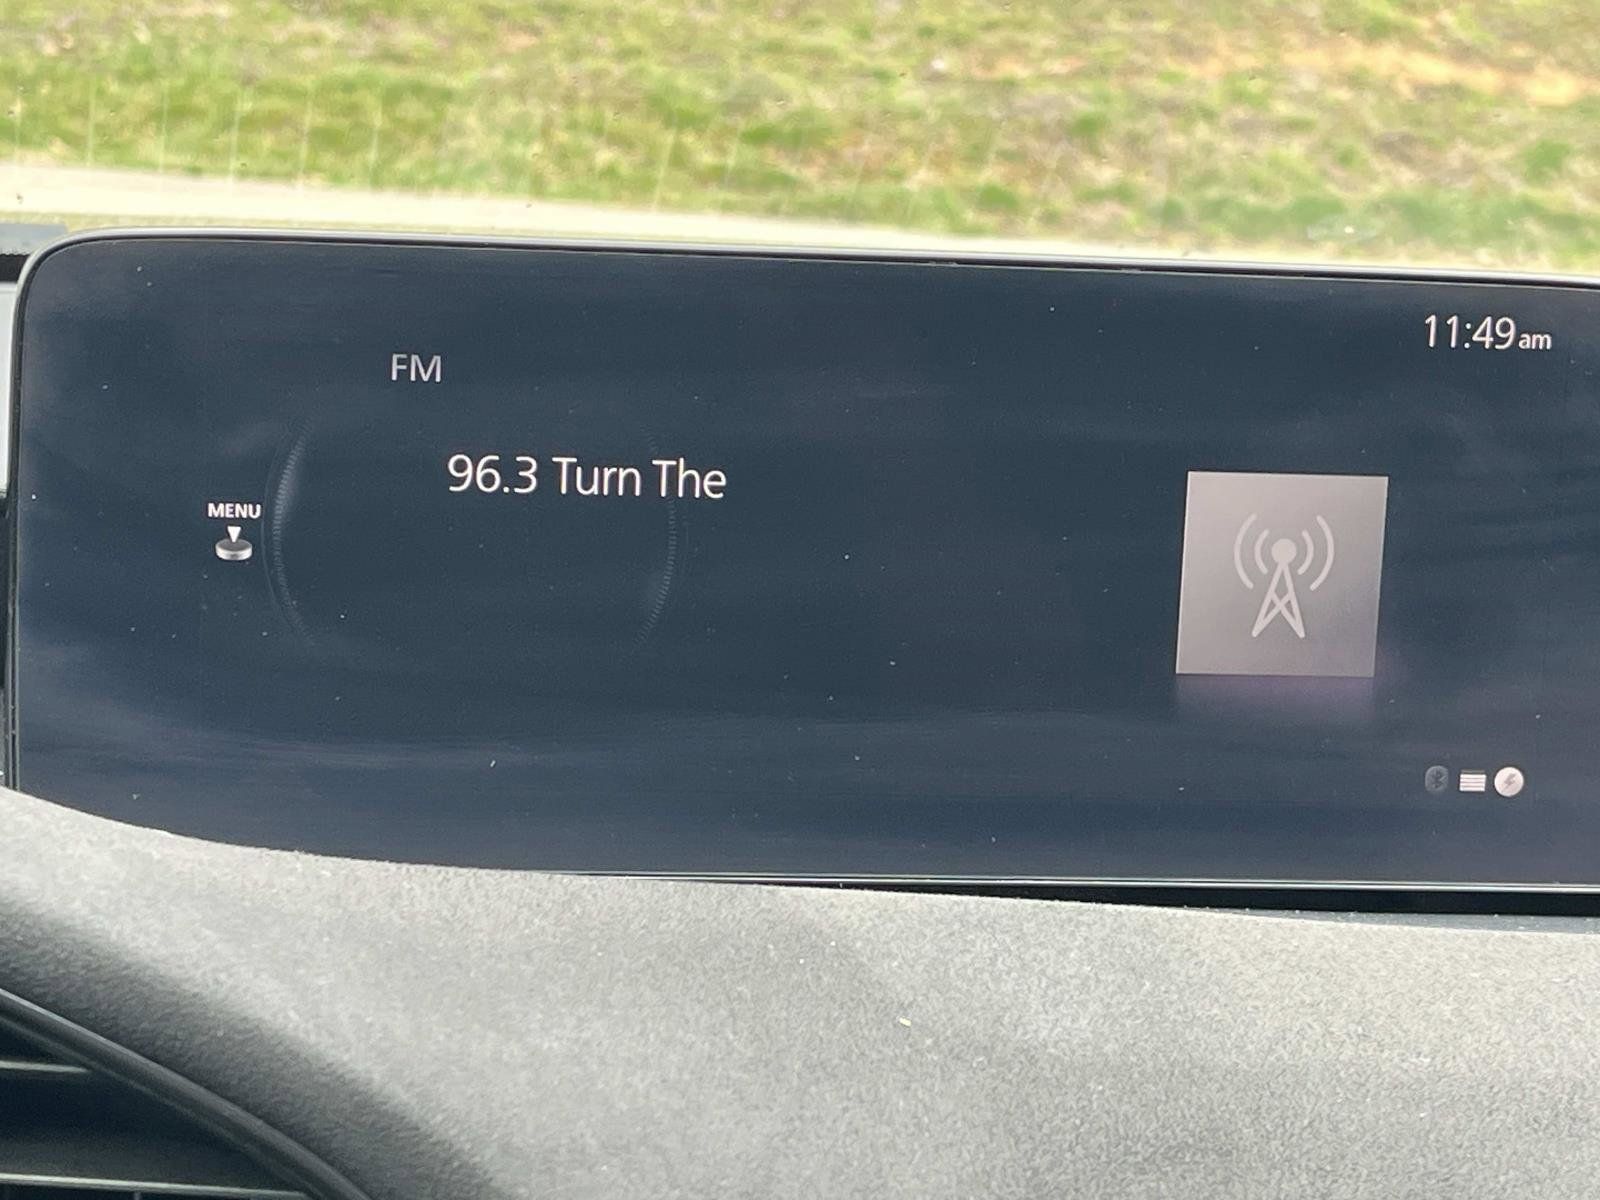 11:49am
FM
96.3 Turn The
MENU